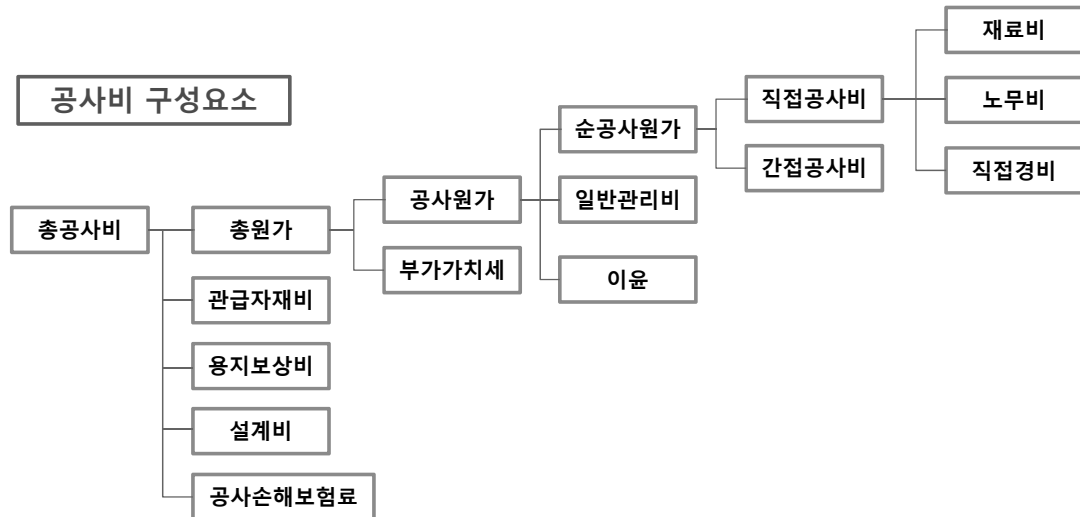 공사비 구성요소
총공사비
총원가
관급자재비
용지보상비
설계비
공사손해보험료
공사원가
부가가치세
순공사원가
일반관리비
이윤
직접공사비
간접공사비
재료비
노무비
직접경비